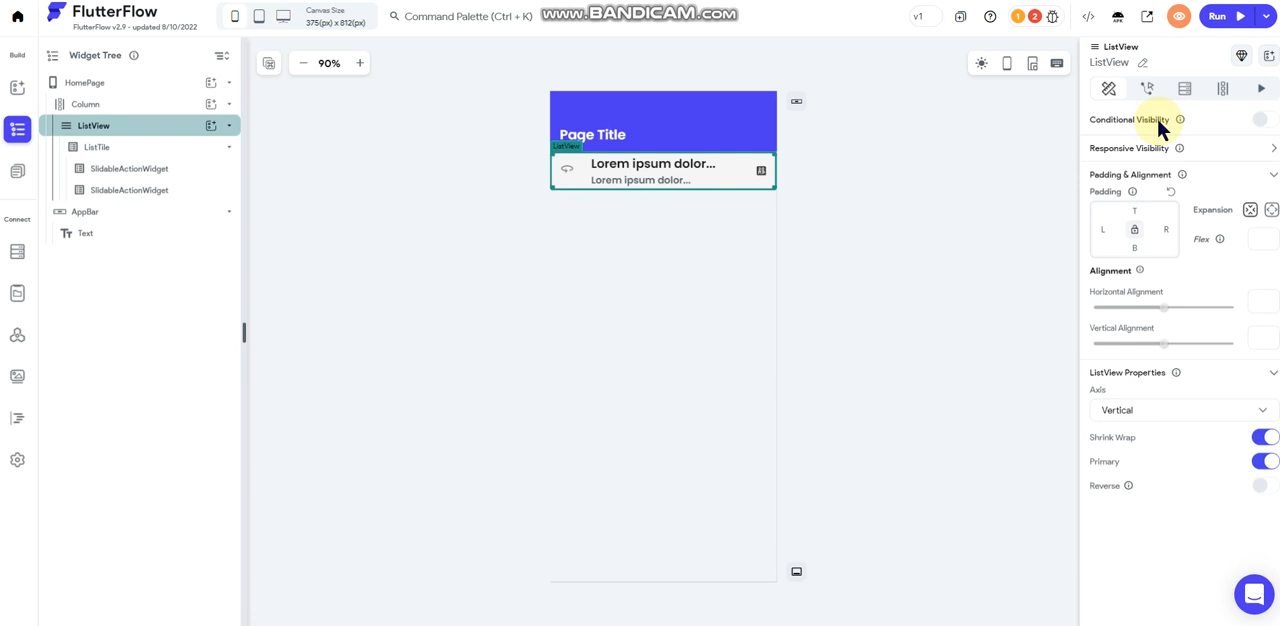 FlutterFlow
FlutterFlow v2.9 - updated 8/10/2022
Canvas Size
375(px) x 812(px)
Command Palette (Ctrl + K)
www.BANDICAM.com
v1
1
2
Run
Build
Widget Tree
HomePage
Column
ListView
ListTile
SlidableActionWidget
SlidableActionWidget
AppBar
Text
Connect
90%
Page Title
ListView
Lorem ipsum dolor...
Lorem ipsum dolor...
ListView
ListView
Conditional Visibility
Responsive Visibility
Padding & Alignment
Padding
Expansion
T
L
R
B
Flex
Alignment
Horizontal Alignment
Vertical Alignment
ListView Properties
Axis
Vertical
Shrink Wrap
Primary
Reverse